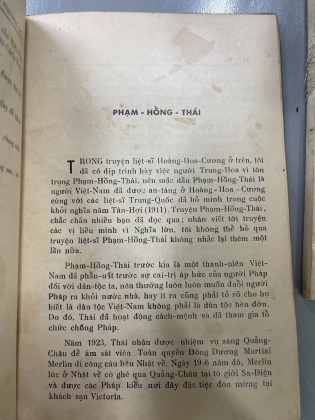 PHẠM - HỒNG - THÁI
TRONG truyện liệt-sĩ Hoàng-Hoa-Cương ở trên, tôi
đã có dịp trình bày việc người Trung-Hoa vì tôn
trọng Phạm-Hồng-Thái, nên mặc dầu Phạm-Hồng-Thái là
người Việt-Nam đã được an-táng ở Hoàng-Hoa-Cương
cùng với các liệt-sĩ Trung-Quốc đã bỏ mình trong cuộc
khởi nghĩa năm Tân-Hợi (1911). Truyện Phạm-Hồng-Thái,
chắc chắn nhiều bạn đã đọc qua; nhân viết tới truyện
các vị liều mình vì Nghĩa lớn, tôi không thể bỏ qua
truyện liệt-sĩ Phạm-Hồng-Thái không nhắc lại thêm một
lần nữa.
Phạm-Hồng-Thái trước kia là một thanh-niên Việt-
Nam đã phẫn-uất trước sự cai-trị áp bức của người Pháp
đối với dân-tộc ta, nên thường luôn luôn muốn đuổi người
Pháp ra khỏi nước nhà, hay ít ra cũng phải tỏ rõ cho họ
biết là dân tộc Việt-Nam không phải là dân tộc hèn đớn.
Do đó, Thái đã hoạt động cách-mệnh và đã tham gia tổ
chức chống Pháp.
Năm 1923, Thái nhận được nhiệm vụ sang Quảng-
Châu để ám sát viên Toàn quyền Đông Dương Martial
Merlin đi công cán bên Nhật về. Ngày 19-6 năm đó, Merlin
lúc ở Nhật về có ghé qua Quảng-Châu tại tô giới Sa-Điện
và được các Pháp kiều nơi đây đặc tiệc đón mừng tại
khách sạn Victoria.